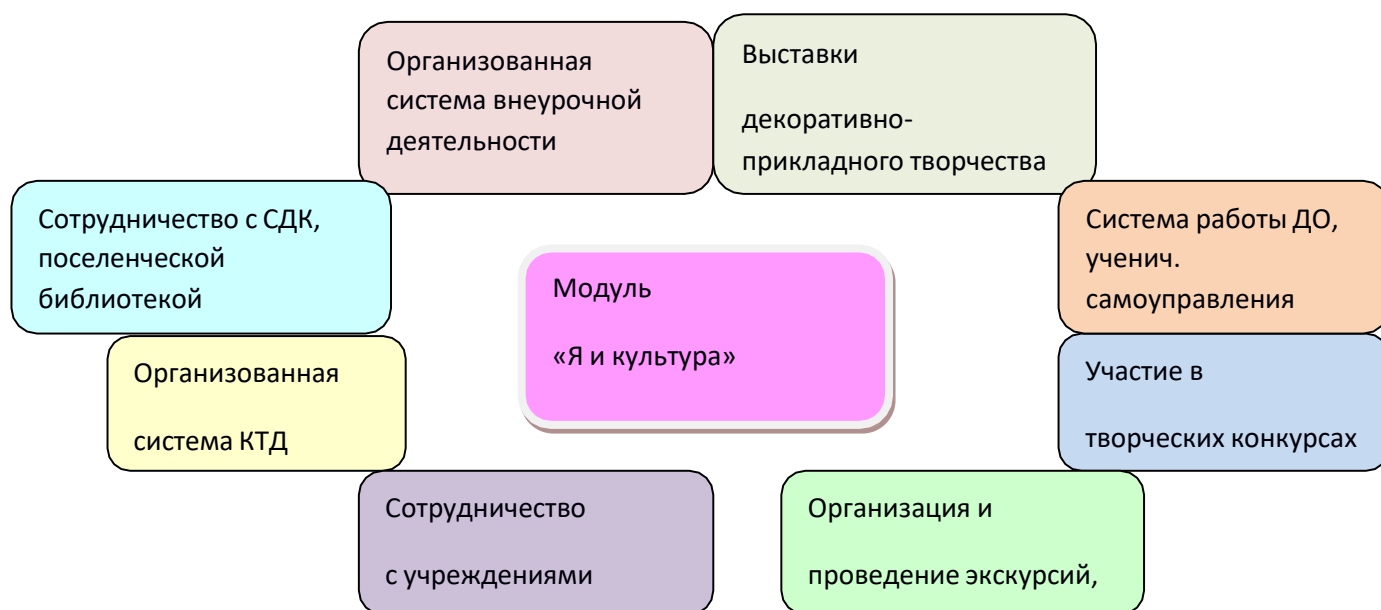 Организованная
система внеурочной
деятельности
Выставки
декоративно-
прикладного творчества
Сотрудничество с СДК,
поселенческой
библиотекой
Система работы ДО,
ученич.
самоуправления
Модуль
«Я и культура»
Организованная
система КТД
Участие в
творческих конкурсах
Сотрудничество
с учреждениями
Организация и
проведение экскурсий,